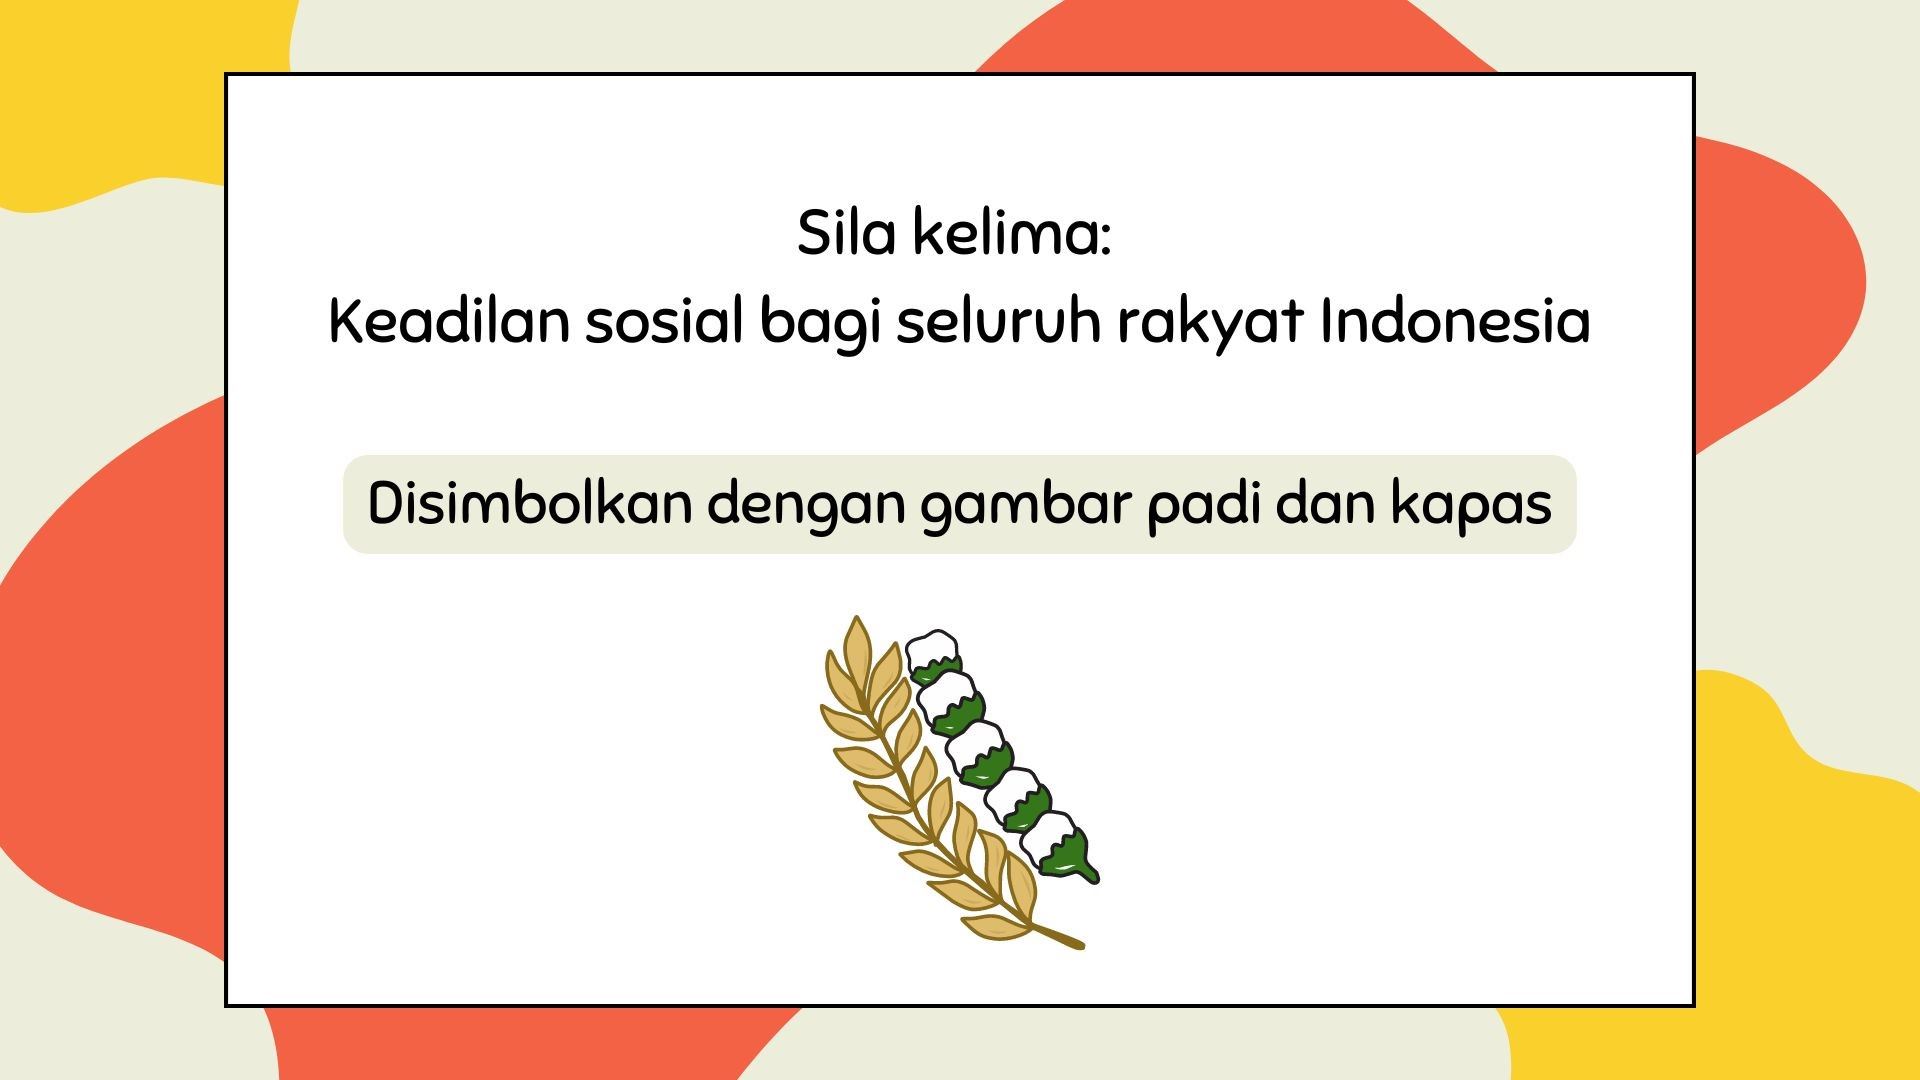 Sila kelima:
Keadilan sosial bagi seluruh rakyat Indonesia
Disimbolkan dengan gambar padi dan kapas